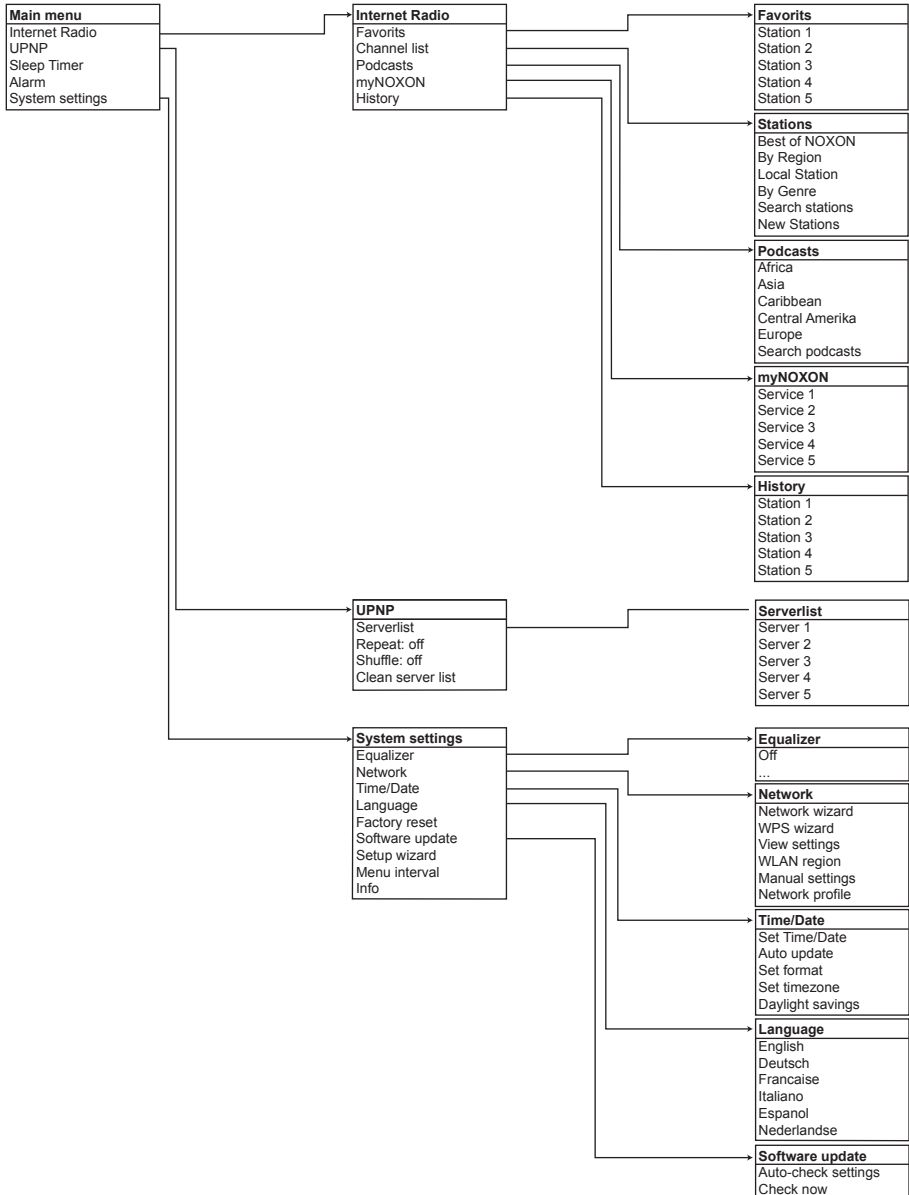 Main menu
Internet Radio
UPNP
Sleep Timer
Alarm
System settings
Internet Radio
Favorits
Channel list
Podcasts
myNOXON
History
Favorits
Station 1
Station 2
Station 3
Station 4
Station 5
Stations
Best of NOXON
By Region
Local Station
By Genre
Search stations
New Stations
Podcasts
Africa
Asia
Caribbean
Central Amerika
Europe
Search podcasts
myNOXON
Service 1
Service 2
Service 3
Service 4
Service 5
History
Station 1
Station 2
Station 3
Station 4
Station 5
UPNP
Serverlist
Repeat: off
Shuffle: off
Clean server list
Serverlist
Server 1
Server 2
Server 3
Server 4
Server 5
System settings
Equalizer
Network
Time/Date
Language
Factory reset
Software update
Setup wizard
Menu interval
Info
Equalizer
Off
...
Network
Network wizard
WPS wizard
View settings
WLAN region
Manual settings
Network profile
Time/Date
Set Time/Date
Auto update
Set format
Set timezone
Daylight savings
Language
English
Deutsch
Francaise
Italiano
Espanol
Nederlandse
Software update
Auto-check settings
Check now